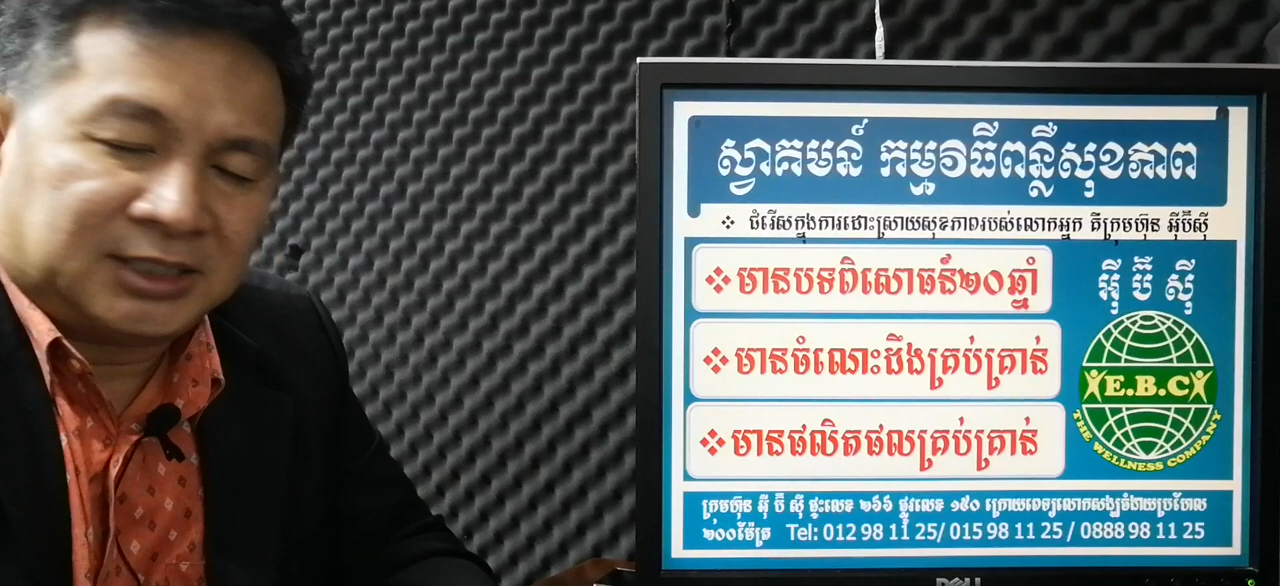 ស្វាគមន៍ កម្មវិធីពន្លឺសុខភាព
❖ ជំរើសក្នុងការដោះស្រាយសុខភាពរបស់លោកអ្នក គឺក្រុមហ៊ុន អ៊ីប៊ីស៊ី
❖មានបទពិសោធន៍២០ឆ្នាំ
❖មានចំណេះដឹងគ្រប់គ្រាន់
❖មានផលិតផលគ្រប់គ្រាន់
អ៊ី ប៊ី ស៊ី
E.B.C
THE WELLNESS COMPANY
ក្រុមហ៊ុន អ៊ី ប៊ី ស៊ី ផ្ទះលេខ ២៦៦ ផ្លូវលេខ ១៥០ ក្រោយពេទ្យលោកសង្ឃចំងាយប្រហែល
២០០ម៉ែត្រ Tel: 012 98 11 25/ 015 98 11 25 / 0888 98 11 25
DELL